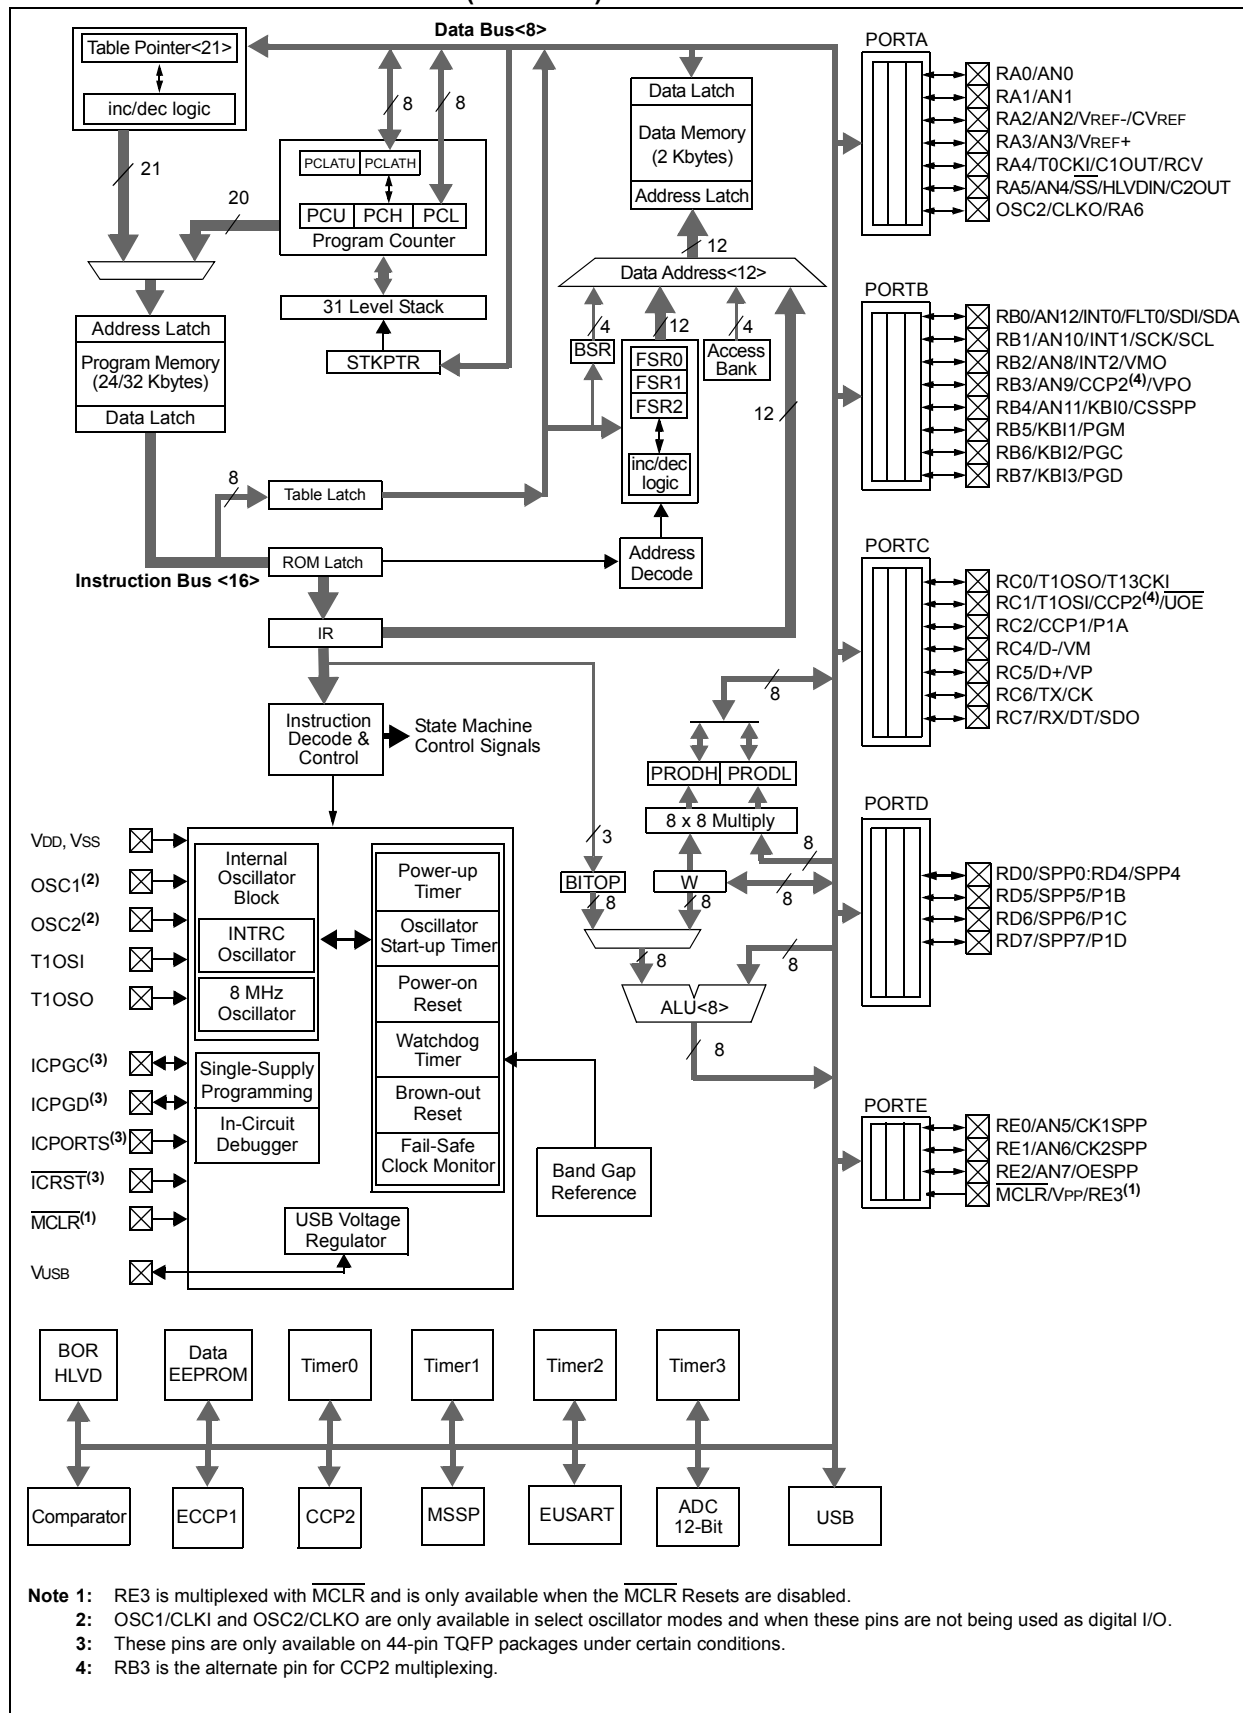 Data Bus<8>
Table Pointer<21>
inc/dec logic
21
8
8
PCLATU PCLATH
PCU PCH PCL
Program Counter
20
31 Level Stack
STKPTR
Address Latch
Program Memory
(24/32 Kbytes)
Data Latch
8
Table Latch
ROM Latch
Instruction Bus <16>
IR
Data Latch
Data Memory
(2 Kbytes)
Address Latch
12
Data Address<12>
4
12
4
BSR
FSR0
FSR1
FSR2
inc/dec
logic
Access
Bank
12
Address
Decode
Instruction
Decode &
Control
State Machine
Control Signals
8
PRODH PRODL
8 x 8 Multiply
3
8
BITOP
W
8
8
8
8
8
ALU<8>
8
VDD, VSS
OSC1(2)
OSC2(2)
T1OSI
T1OSO
ICPGC(3)
ICPGD(3)
ICPORTS(3)
ICRST(3)
MCLR(1)
VUSB
Internal
Oscillator
Block
INTRC
Oscillator
8 MHz
Oscillator
Single-Supply
Programming
In-Circuit
Debugger
Power-up
Timer
Oscillator
Start-up Timer
Power-on
Reset
Watchdog
Timer
Brown-out
Reset
Fail-Safe
Clock Monitor
USB Voltage
Regulator
Band Gap
Reference
PORTA
RA0/AN0
RA1/AN1
RA2/AN2/VREF-/CVREF
RA3/AN3/VREF+
RA4/T0CKI/C1OUT/RCV
RA5/AN4/SS/HLVDIN/C2OUT
OSC2/CLKO/RA6
PORTB
RB0/AN12/INT0/FLT0/SDI/SDA
RB1/AN10/INT1/SCK/SCL
RB2/AN8/INT2/VMO
RB3/AN9/CCP2(4)/VPO
RB4/AN11/KBI0/CSSPP
RB5/KBI1/PGM
RB6/KBI2/PGC
RB7/KBI3/PGD
PORTC
RC0/T1OSO/T13CKI
RC1/T1OSI/CCP2(4)/UOE
RC2/CCP1/P1A
RC4/D-/VM
RC5/D+/VP
RC6/TX/CK
RC7/RX/DT/SDO
PORTD
RD0/SPP0:RD4/SPP4
RD5/SPP5/P1B
RD6/SPP6/P1C
RD7/SPP7/P1D
PORTE
RE0/AN5/CK1SPP
RE1/AN6/CK2SPP
RE2/AN7/OESPP
MCLR/VPP/RE3(1)
BOR
HLVD
Data
EEPROM
Timer0
Timer1
Timer2
Timer3
Comparator
ECCP1
CCP2
MSSP
EUSART
ADC
12-Bit
USB
Note 1: RE3 is multiplexed with MCLR and is only available when the MCLR Resets are disabled.
2: OSC1/CLKI and OSC2/CLKO are only available in select oscillator modes and when these pins are not being used as digital I/O.
3: These pins are only available on 44-pin TQFP packages under certain conditions.
4: RB3 is the alternate pin for CCP2 multiplexing.